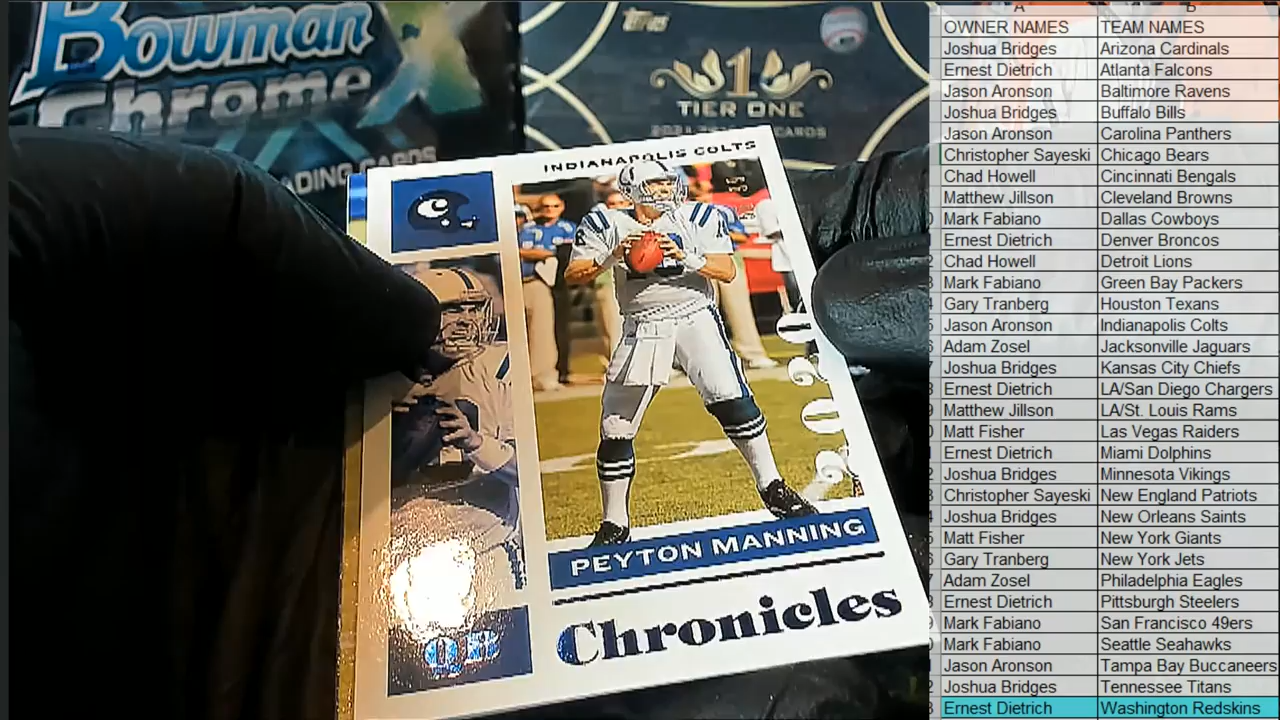 Bowman
Chrome X
ADING CARDS
Topps
1
TIER ONE
INDIANAPOLIS COLTS
C
2020
PEYTON MANNING
Chronicles
QB
A B
OWNER NAMES TEAM NAMES
Joshua Bridges Arizona Cardinals
Ernest Dietrich Atlanta Falcons
Jason Aronson Baltimore Ravens
Joshua Bridges Buffalo Bills
Jason Aronson Carolina Panthers
Christopher Sayeski Chicago Bears
Chad Howell Cincinnati Bengals
Matthew Jillson Cleveland Browns
Mark Fabiano Dallas Cowboys
Ernest Dietrich Denver Broncos
Chad Howell Detroit Lions
Mark Fabiano Green Bay Packers
Gary Tranberg Houston Texans
Jason Aronson Indianapolis Colts
Adam Zosel Jacksonville Jaguars
Joshua Bridges Kansas City Chiefs
Ernest Dietrich LA/San Diego Chargers
Matthew Jillson LA/St. Louis Rams
Matt Fisher Las Vegas Raiders
Ernest Dietrich Miami Dolphins
Joshua Bridges Minnesota Vikings
Christopher Sayeski New England Patriots
Joshua Bridges New Orleans Saints
Matt Fisher New York Giants
Gary Tranberg New York Jets
Adam Zosel Philadelphia Eagles
Ernest Dietrich Pittsburgh Steelers
Mark Fabiano San Francisco 49ers
Mark Fabiano Seattle Seahawks
Jason Aronson Tampa Bay Buccaneers
Joshua Bridges Tennessee Titans
Ernest Dietrich Washington Redskins